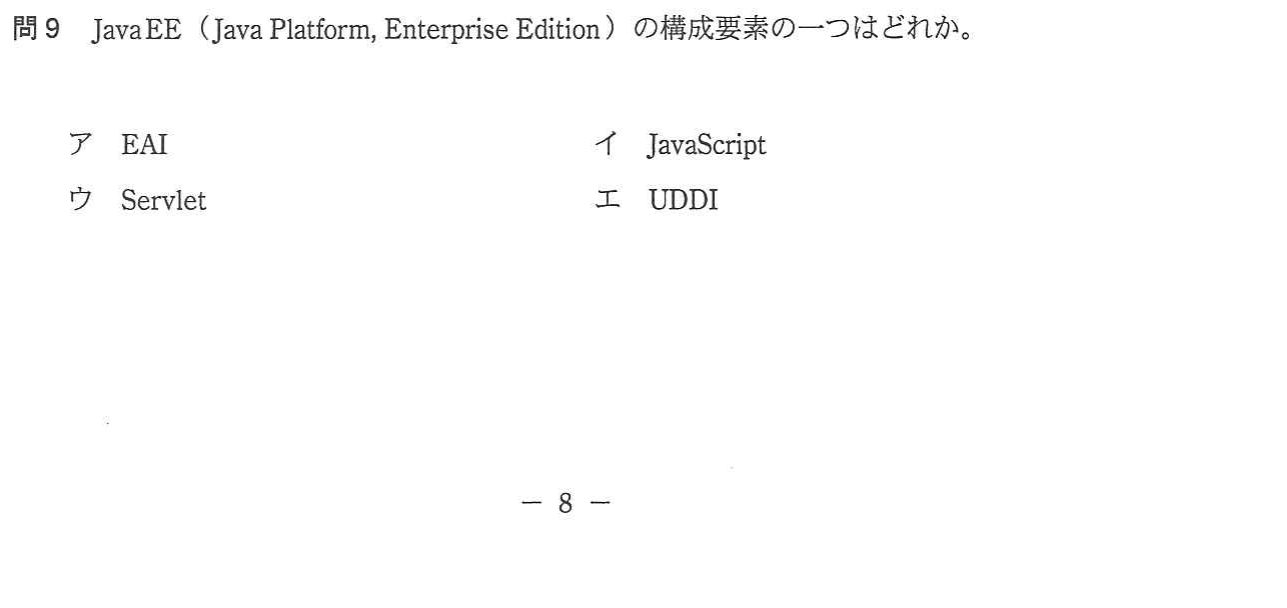 問9 Java EE（Java Platform, Enterprise Edition）の構成要素の一つはどれか。
ア EAI イ JavaScript
ウ Servlet エ UDDI
－ 8 －